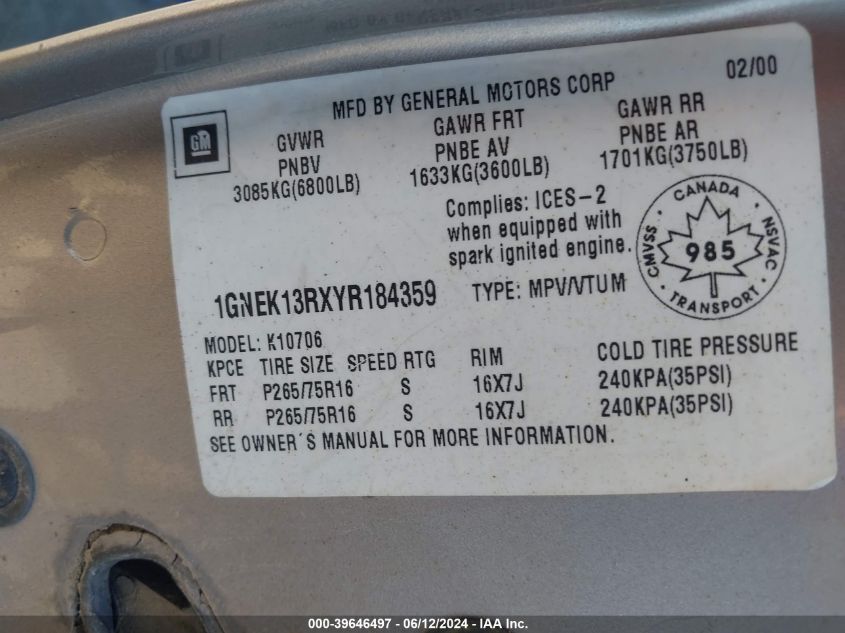 02/00
MFD BY GENERAL MOTORS CORP
GM
GVWR GAWR FRT GAWR RR
PNBV PNBE AV PNBE AR
3085KG(6800LB) 1633KG(3600LB) 1701KG(3750LB)
Complies: ICES-2
when equipped with
spark ignited engine.
CANADA
CMVSS 985 NSVAC
TRANSPORT
1GNEK13RXYR184359 TYPE: MPV/VTUM
MODEL: K10706
KPCE TIRE SIZE SPEED RTG RIM COLD TIRE PRESSURE
FRT P265/75R16 S 16X7J 240KPA(35PSI)
RR P265/75R16 S 16X7J 240KPA(35PSI)
SEE OWNER'S MANUAL FOR MORE INFORMATION.
000-39646497 - 06/12/2024 - IAA Inc.